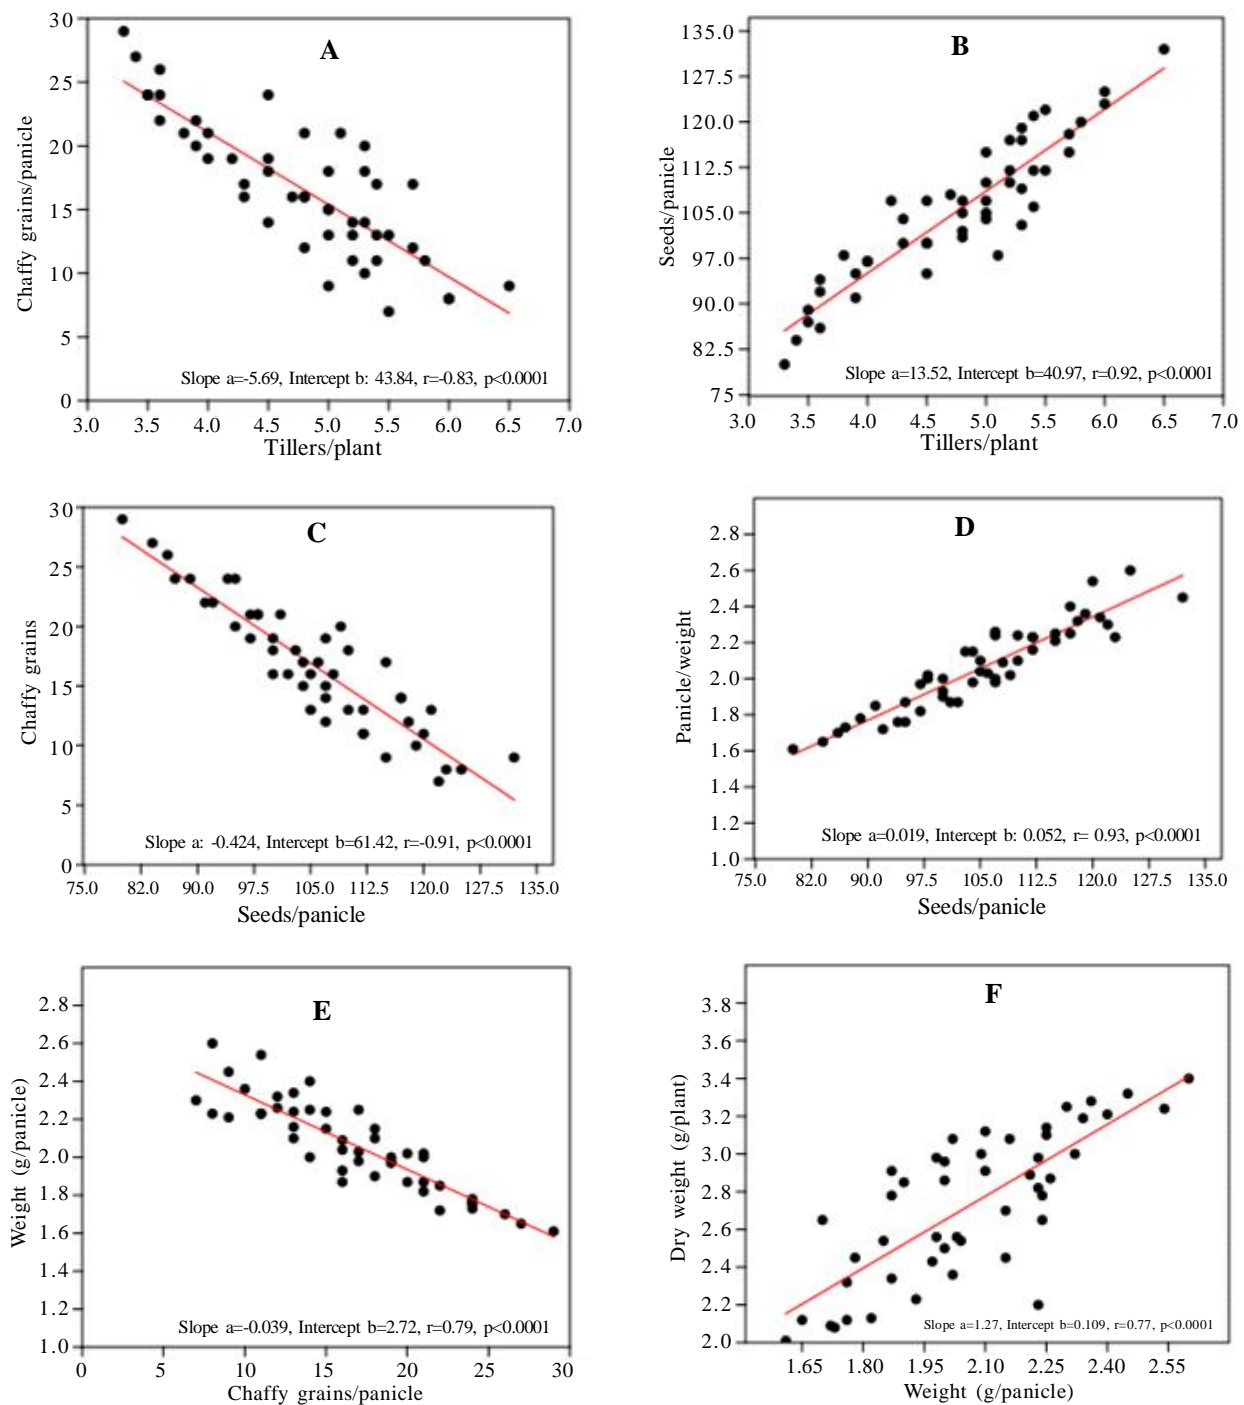 A
30
25
20
15
10
5
0
Chaffy grains/panicle
Slope a=-5.69, Intercept b: 43.84, r=-0.83, p<0.0001
3.0 3.5 4.0 4.5 5.0 5.5 6.0 6.5 7.0
Tillers/plant
B
135.0
127.5
120.0
112.5
105.0
97.0
90.0
82.5
75
Seeds/panicle
Slope a=13.52, Intercept b=40.97, r=0.92, p<0.0001
3.0 3.5 4.0 4.5 5.0 5.5 6.0 6.5 7.0
Tillers/plant
C
30
25
20
15
10
5
0
Chaffy grains
Slope a: -0.424, Intercept b=61.42, r=-0.91, p<0.0001
75.0 82.0 90.0 97.5 105.0 112.5 120.0 127.5 135.0
Seeds/panicle
D
2.8
2.6
2.4
2.2
2.0
1.8
1.6
1.4
1.2
1.0
Panicle/weight
Slope a=0.019, Intercept b: 0.052, r= 0.93, p<0.0001
75.0 82.0 90.0 97.5 105.0 112.5 120.0 127.5 135.0
Seeds/panicle
E
2.8
2.6
2.4
2.2
2.0
1.8
1.6
1.4
1.2
1.0
Weight (g/panicle)
Slope a=-0.039, Intercept b=2.72, r=0.79, p<0.0001
0 5 10 15 20 25 30
Chaffy grains/panicle
F
3.8
3.6
3.4
3.2
3.0
2.8
2.6
2.4
2.2
2.0
Dry weight (g/plant)
Slope a=1.27, Intercept b=0.109, r=0.77, p<0.0001
1.65 1.80 1.95 2.10 2.25 2.40 2.55
Weight (g/panicle)